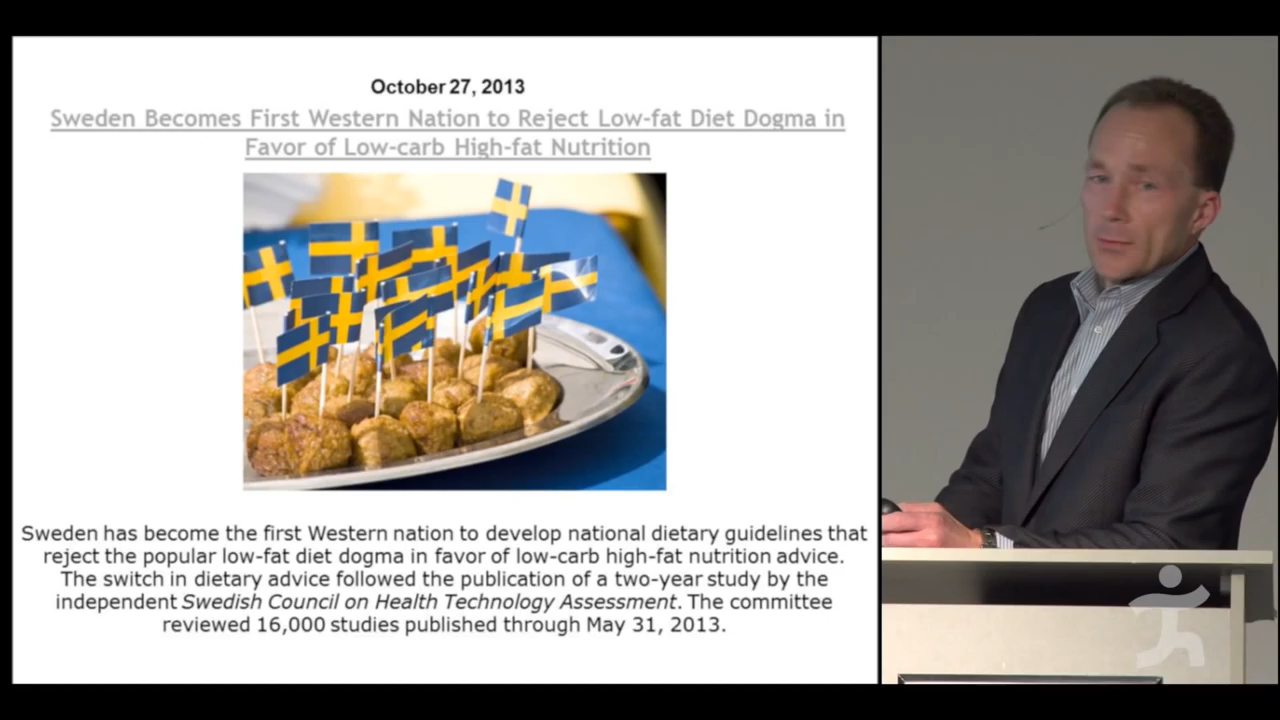 October 27, 2013
Sweden Becomes First Western Nation to Reject Low-fat Diet Dogma in
Favor of Low-carb High-fat Nutrition
Sweden has become the first Western nation to develop national dietary guidelines that
reject the popular low-fat diet dogma in favor of low-carb high-fat nutrition advice.
The switch in dietary advice followed the publication of a two-year study by the
independent Swedish Council on Health Technology Assessment. The committee
reviewed 16,000 studies published through May 31, 2013.